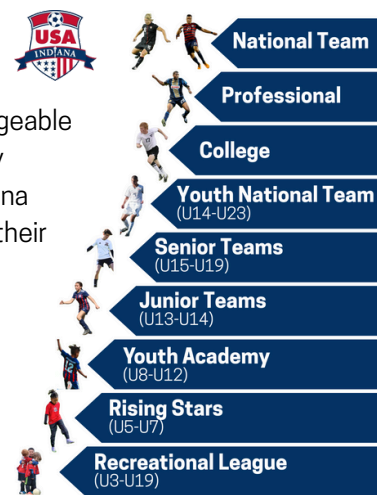 USA
INDIANA
National Team
Professional
College
Youth National Team
(U14-U23)
Senior Teams
(U15-U19)
Junior Teams
(U13-U14)
Youth Academy
(U8-U12)
Rising Stars
(U5-U7)
Recreational League
(U3-U19)
geable
y
na
their